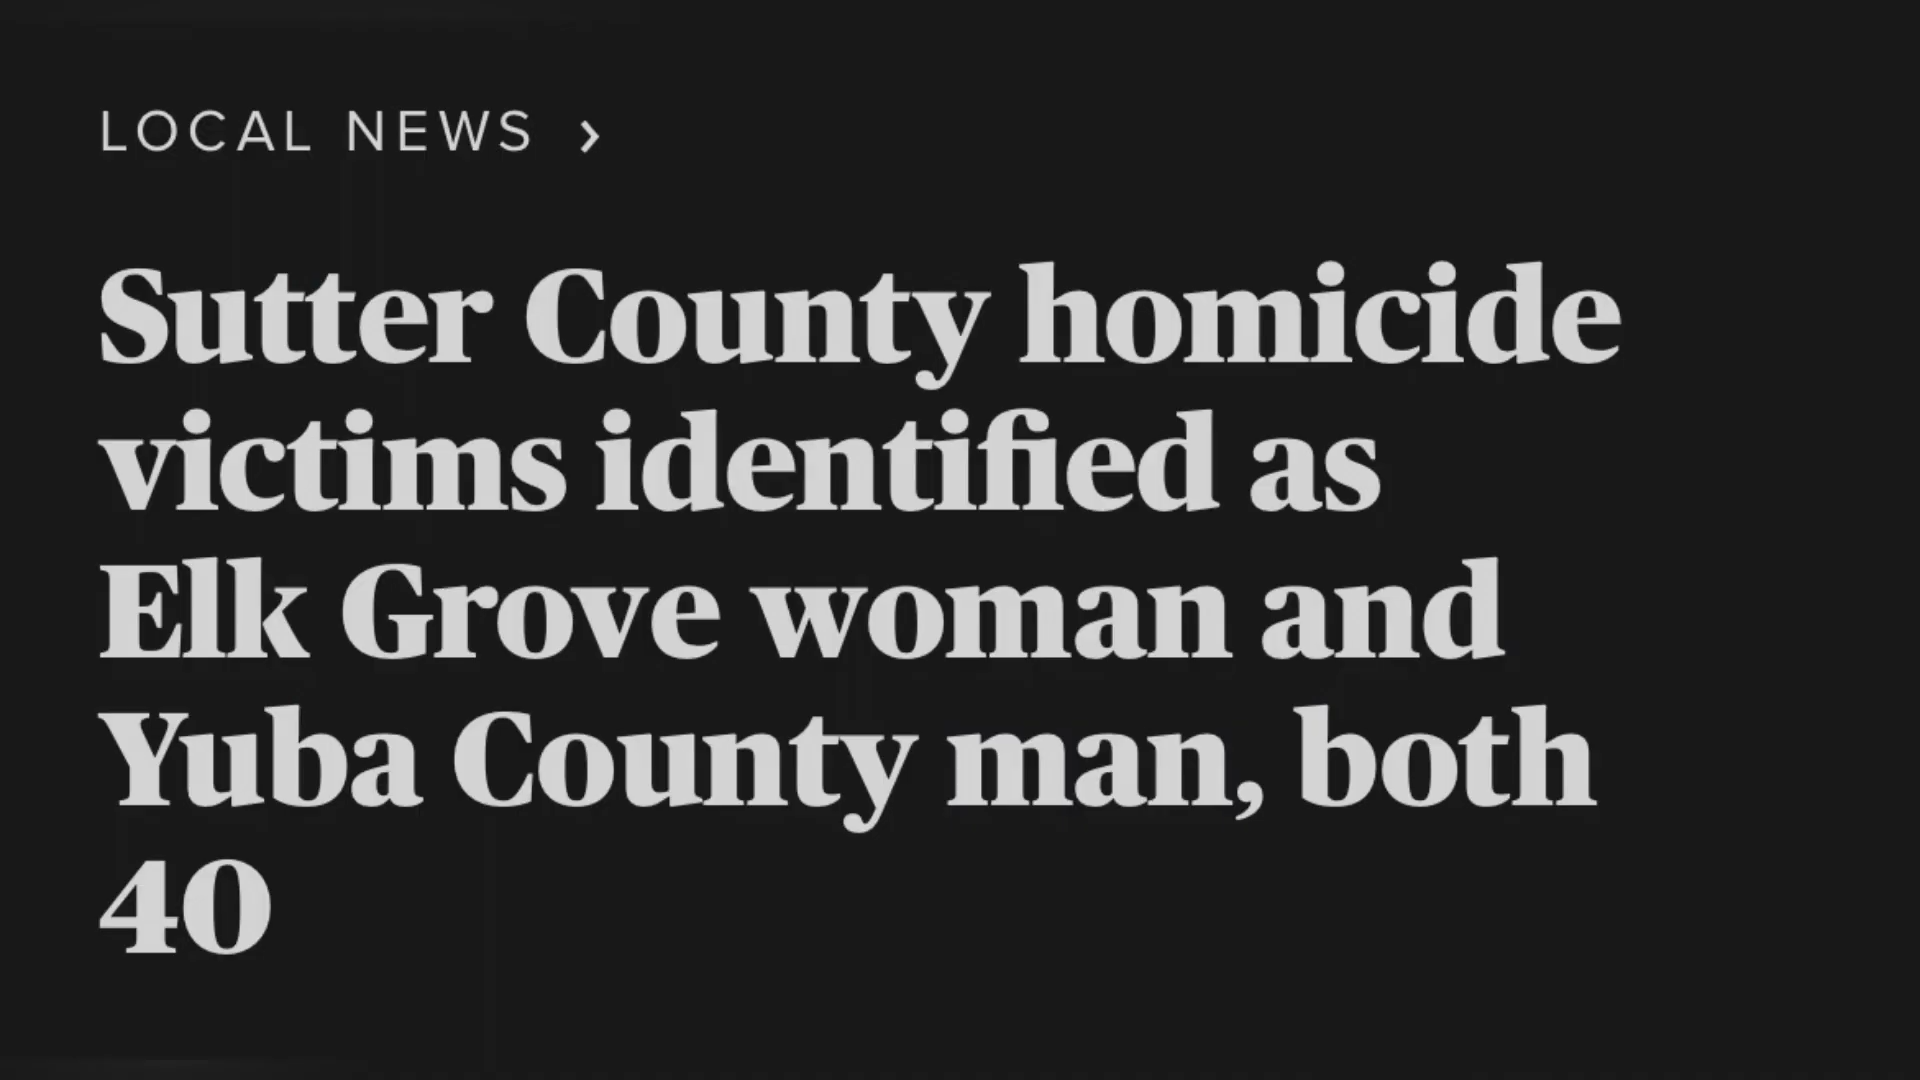 LOCAL NEWS ›
Sutter County homicide
victims identified as
Elk Grove woman and
Yuba County man, both
40